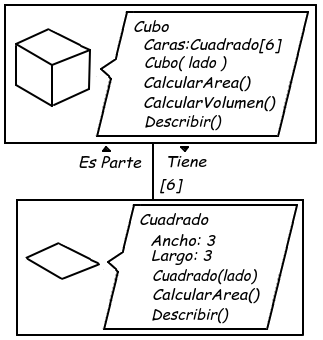 Cubo
Caras:Cuadrado[6]
Cubo( lado )
CalcularArea()
CalcularVolumen()
Describir()
Es Parte
Tiene
[6]
Cuadrado
Ancho: 3
Largo: 3
Cuadrado(lado)
CalcularArea()
Describir()